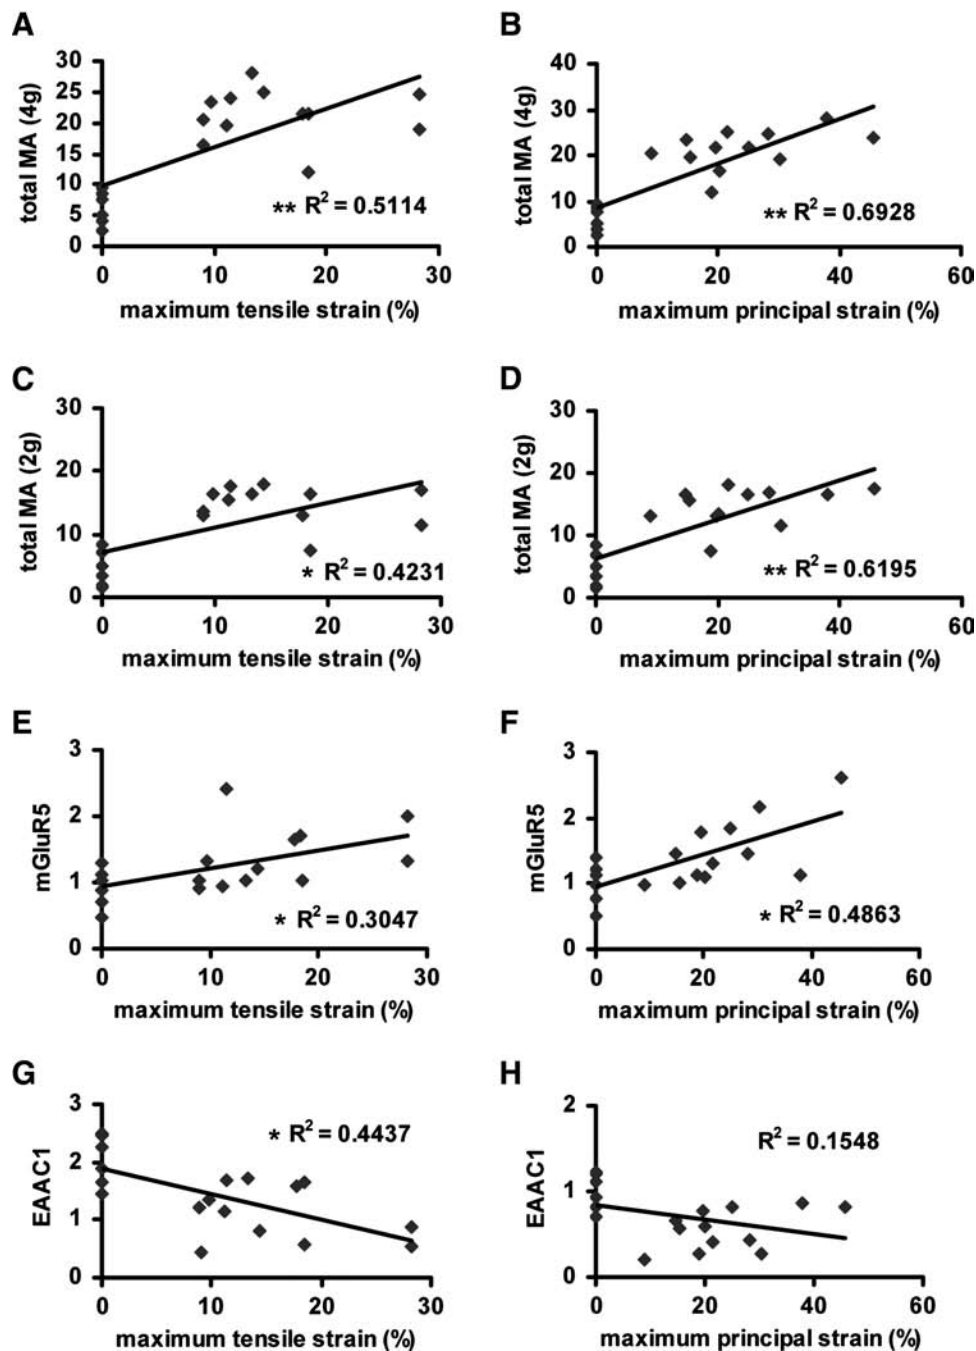 A
total MA (4g)
30
25
20
15
10
5
0
** R² = 0.5114
0 10 20 30
maximum tensile strain (%)
B
total MA (4g)
40
30
20
10
0
** R² = 0.6928
0 20 40 60
maximum principal strain (%)
C
total MA (2g)
30
20
10
0
* R² = 0.4231
0 10 20 30
maximum tensile strain (%)
D
total MA (2g)
30
20
10
0
** R² = 0.6195
0 20 40 60
maximum principal strain (%)
E
mGluR5
3
2
1
0
* R² = 0.3047
0 10 20 30
maximum tensile strain (%)
F
mGluR5
3
2
1
0
* R² = 0.4863
0 20 40 60
maximum principal strain (%)
G
EAAC1
3
2
1
0
* R² = 0.4437
0 10 20 30
maximum tensile strain (%)
H
EAAC1
2
1
0
R² = 0.1548
0 20 40 60
maximum principal strain (%)